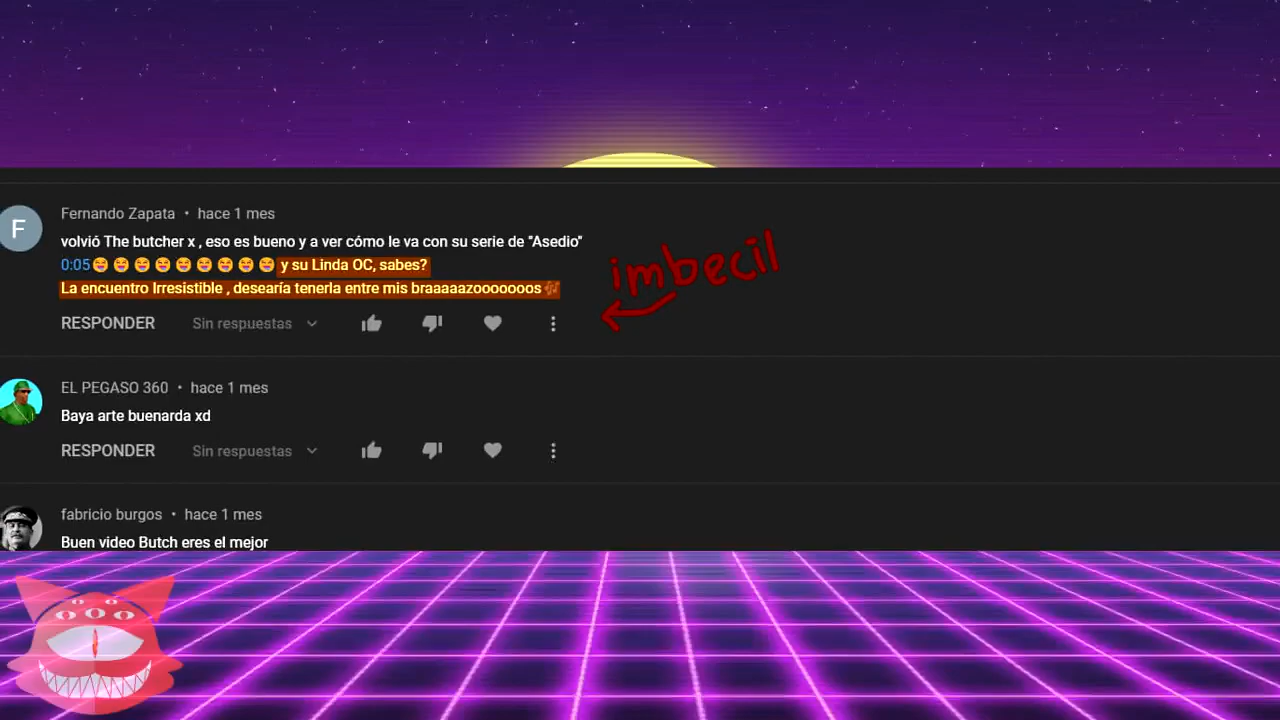 Fernando Zapata • hace 1 mes
F
volvió The butcher x , eso es bueno y a ver cómo le va con su serie de "Asedio"
0:05😆😆😆😆😆😆😆😆😆 y su Linda OC, sabes?
La encuentro Irresistible , desearía tenerla entre mis braaaaazooooooos🎶
imbecil
RESPONDER Sin respuestas
EL PEGASO 360 • hace 1 mes
Baya arte buenarda xd
RESPONDER Sin respuestas
fabricio burgos • hace 1 mes
Buen video Butch eres el mejor